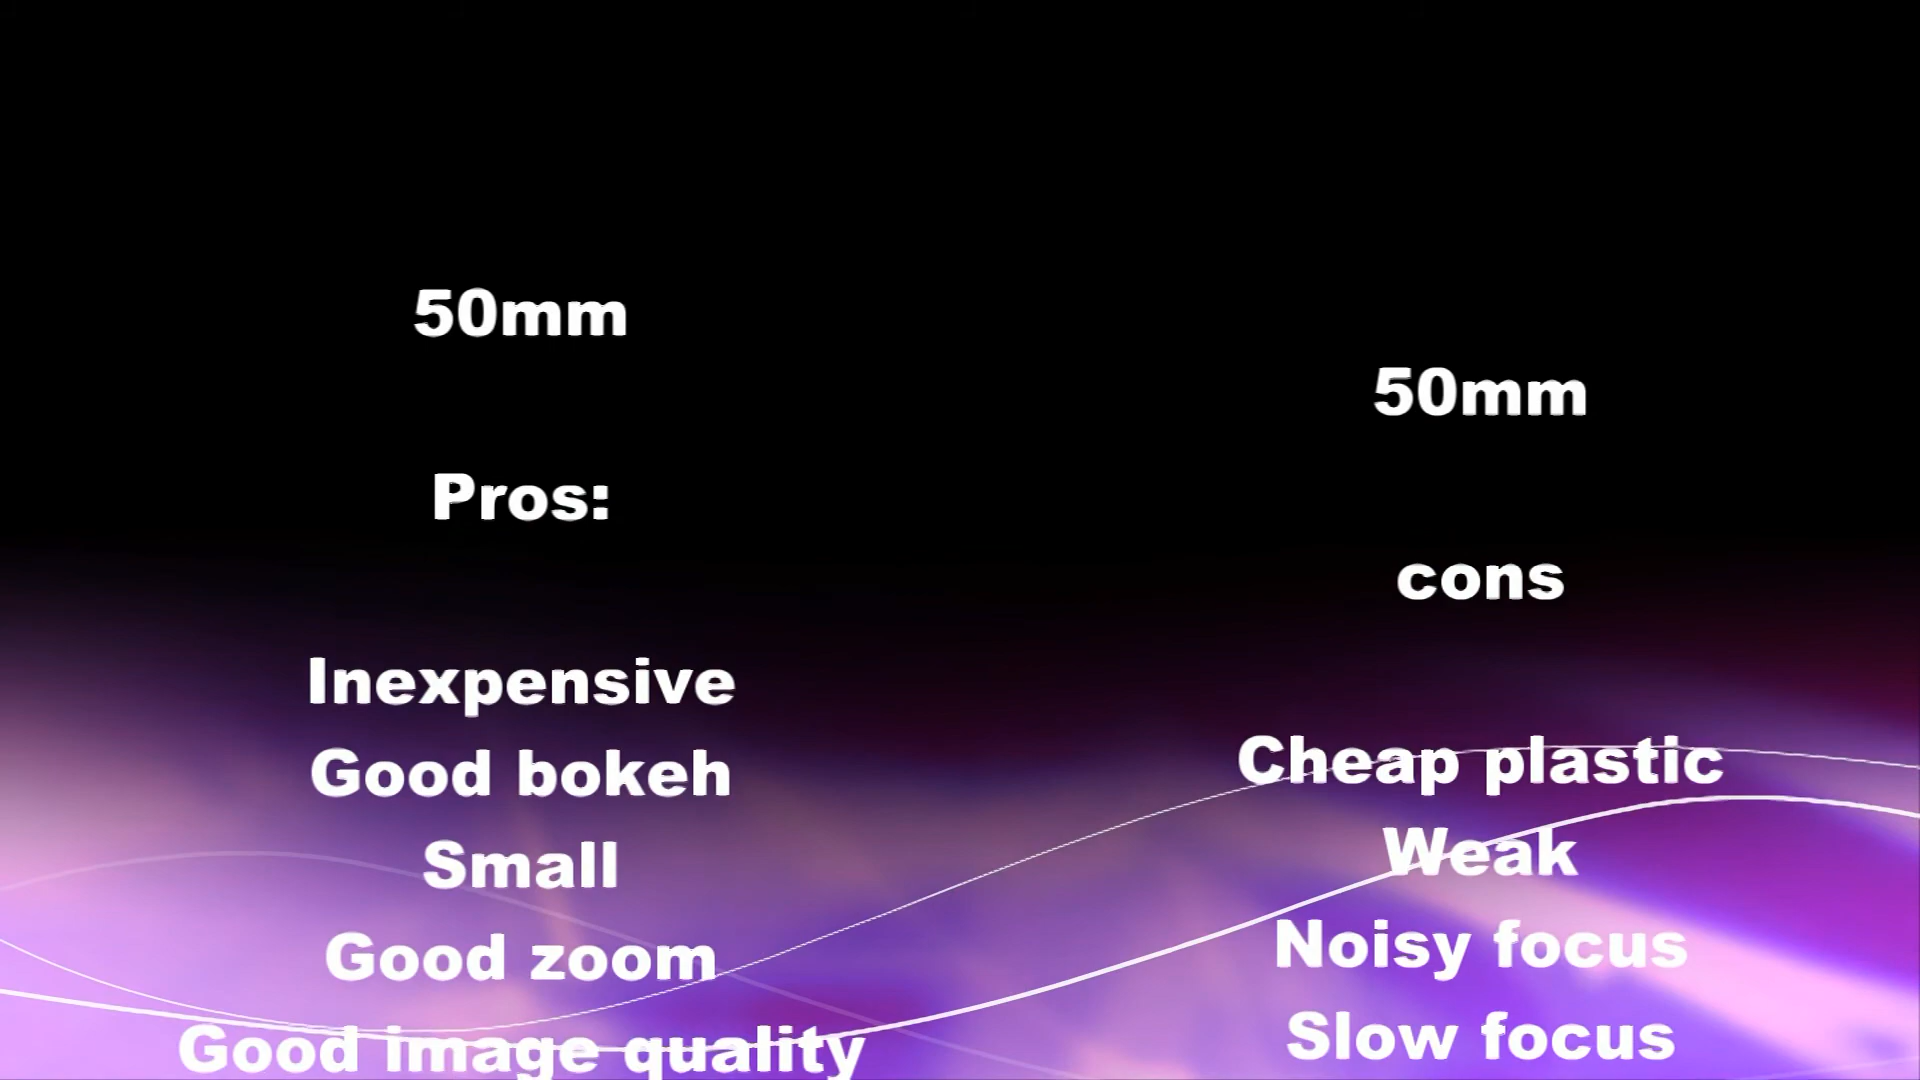 50mm
Pros:
Inexpensive
Good bokeh
Small
Good zoom
Good image quality
50mm
cons
Cheap plastic
Weak
Noisy focus
Slow focus